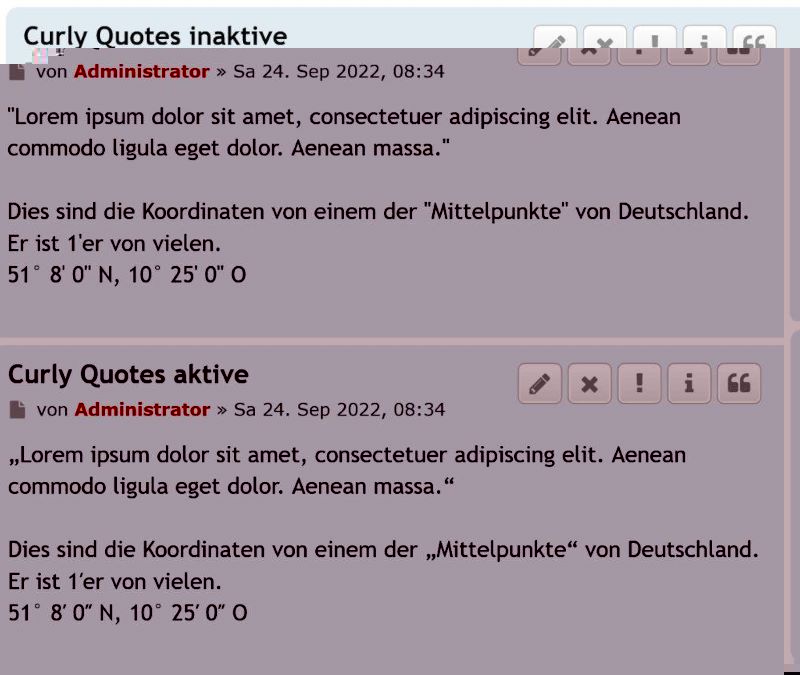 Curly Quotes inaktive
von Administrator » Sa 24. Sep 2022, 08:34
"Lorem ipsum dolor sit amet, consectetuer adipiscing elit. Aenean
commodo ligula eget dolor. Aenean massa."
Dies sind die Koordinaten von einem der "Mittelpunkte" von Deutschland.
Er ist 1'er von vielen.
51° 8' 0" N, 10° 25' 0" O
Curly Quotes aktive
von Administrator » Sa 24. Sep 2022, 08:34
„Lorem ipsum dolor sit amet, consectetuer adipiscing elit. Aenean
commodo ligula eget dolor. Aenean massa.“
Dies sind die Koordinaten von einem der „Mittelpunkte“ von Deutschland.
Er ist 1′er von vielen.
51° 8′ 0″ N, 10° 25′ 0″ O